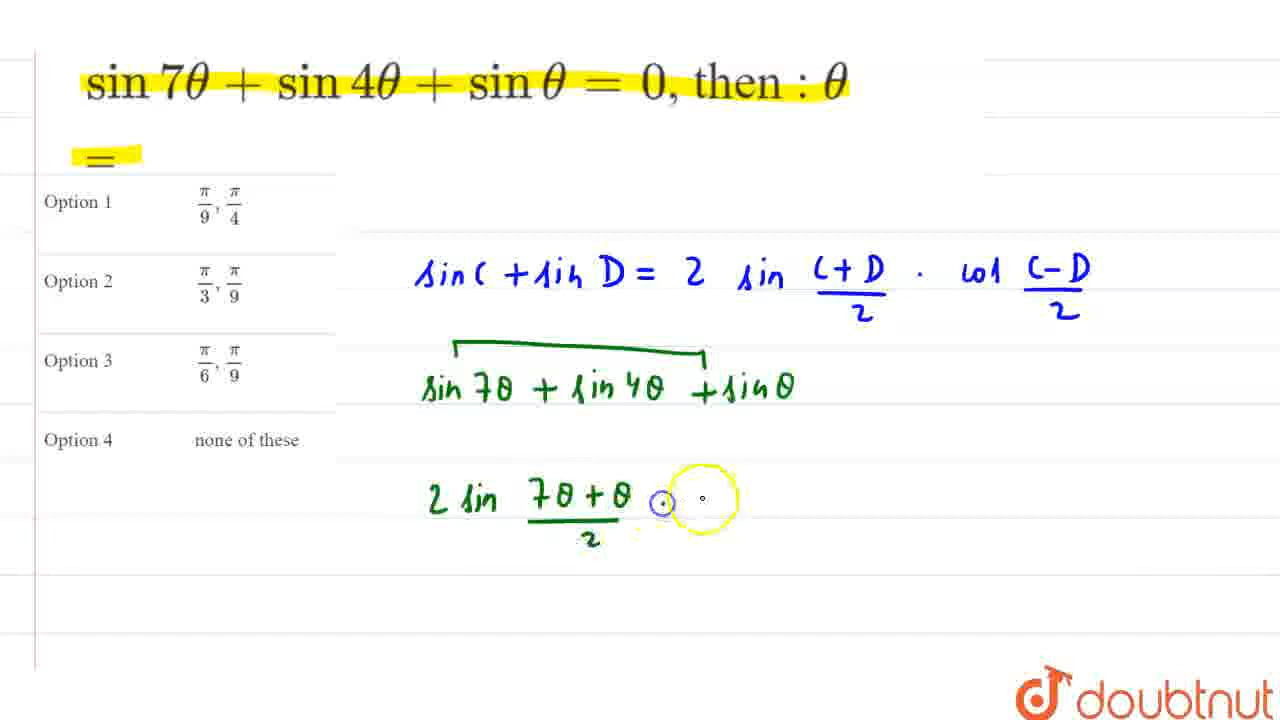 sin 7θ + sin 4θ + sin θ = 0, then : θ
=
Option 1 π/9, π/4
Option 2 π/3, π/9
Option 3 π/6, π/9
Option 4 none of these
sin C + sin D = 2 sin (C+D)/2 . cos (C-D)/2
sin 7θ + sin 4θ + sin θ
2 sin (7θ + θ)/2 .
doubtnut